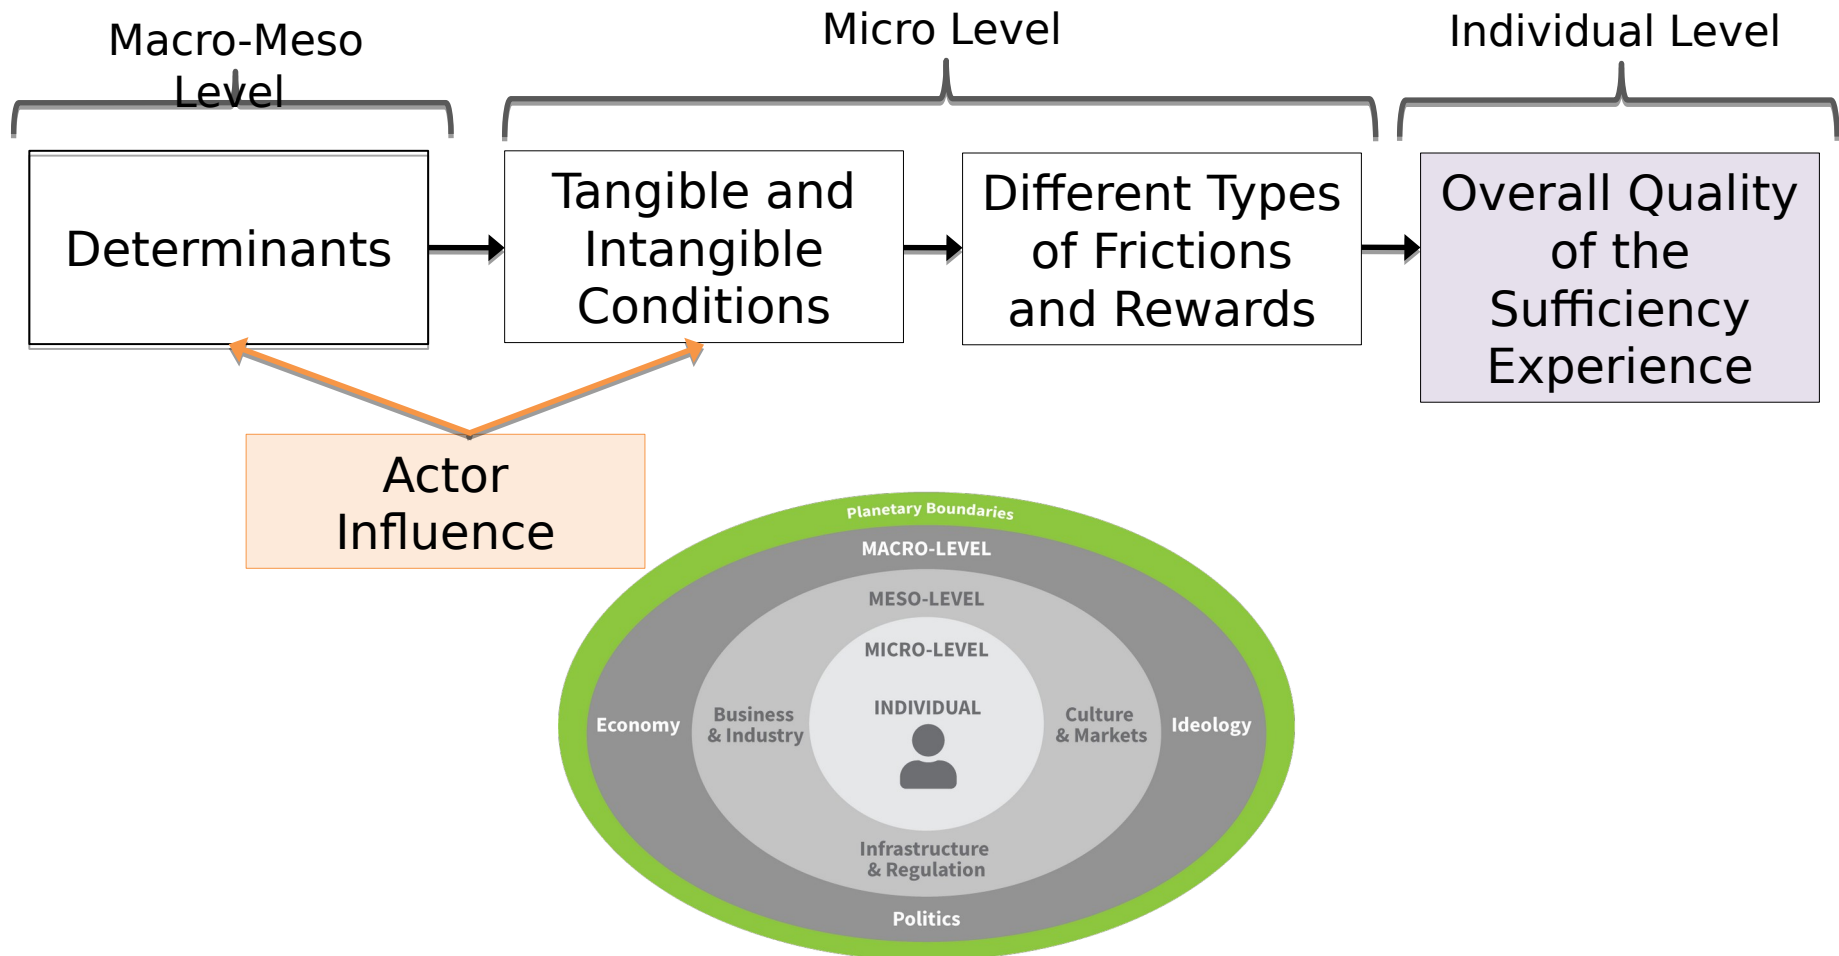 Macro-Meso
Level
Micro Level
Individual Level
Determinants
Tangible and
Intangible
Conditions
Different Types
of Frictions
and Rewards
Overall Quality
of the
Sufficiency
Experience
Actor
Influence
Planetary Boundaries
MACRO-LEVEL
MESO-LEVEL
MICRO-LEVEL
INDIVIDUAL
Economy
Business
& Industry
Culture
& Markets
Ideology
Infrastructure
& Regulation
Politics